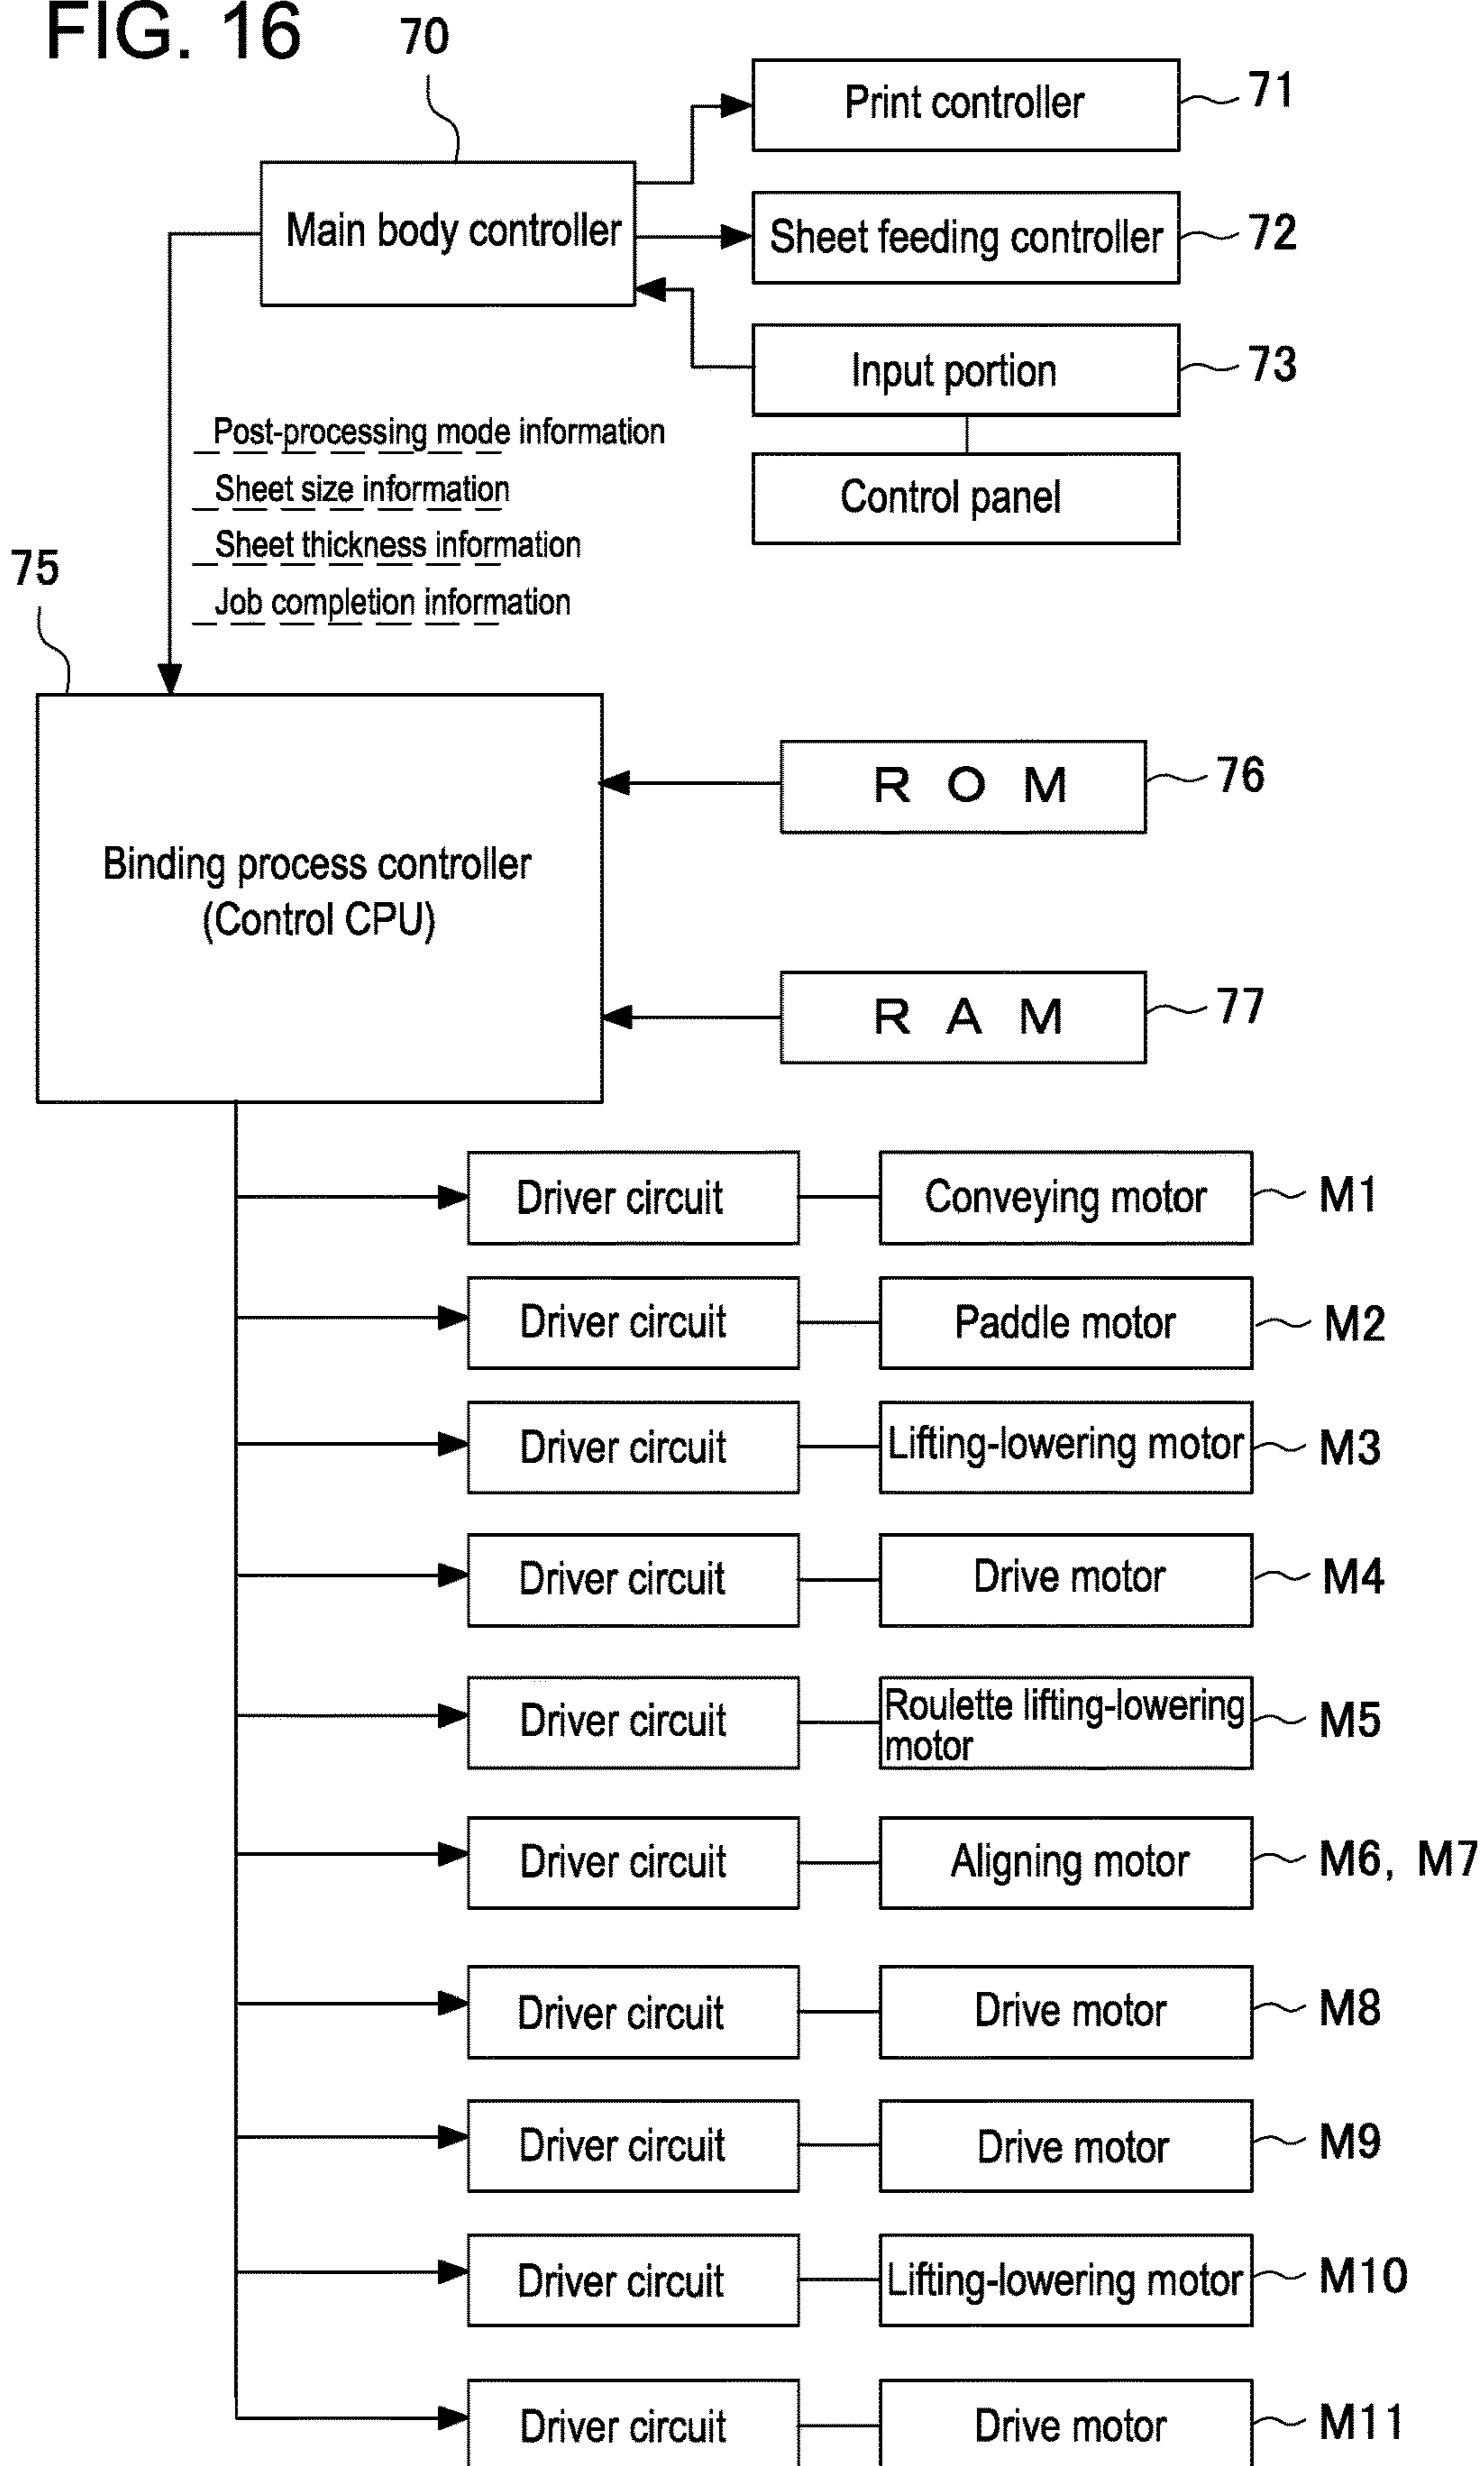 FIG. 16
70
Print controller
71
Main body controller
Sheet feeding controller
72
Input portion
73
Control panel
Post-processing mode information
Sheet size information
Sheet thickness information
Job completion information
75
Binding process controller
(Control CPU)
R O M
76
R A M
77
Driver circuit
Conveying motor
M1
Driver circuit
Paddle motor
M2
Driver circuit
Lifting-lowering motor
M3
Driver circuit
Drive motor
M4
Driver circuit
Roulette lifting-lowering
motor
M5
Driver circuit
Aligning motor
M6, M7
Driver circuit
Drive motor
M8
Driver circuit
Drive motor
M9
Driver circuit
Lifting-lowering motor
M10
Driver circuit
Drive motor
M11